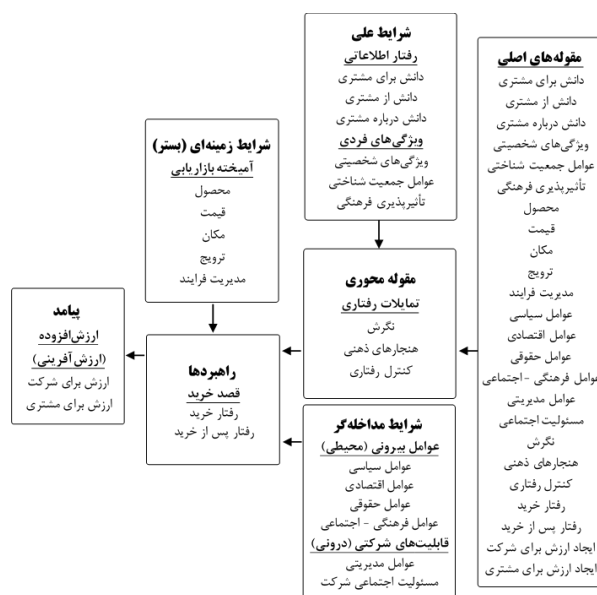 مقوله‌های اصلی
دانش برای مشتری
دانش از مشتری
دانش درباره مشتری
ویژگی‌های شخصیتی
عوامل جمعیت شناختی
تأثیرپذیری فرهنگی
محصول
قیمت
مکان
ترویج
مدیریت فرایند
عوامل سیاسی
عوامل اقتصادی
عوامل حقوقی
عوامل فرهنگی - اجتماعی
عوامل مدیریتی
مسئولیت اجتماعی
نگرش
هنجارهای ذهنی
کنترل رفتاری
رفتار خرید
رفتار پس از خرید
ایجاد ارزش برای شرکت
ایجاد ارزش برای مشتری
شرایط علی
رفتار اطلاعاتی
دانش برای مشتری
دانش از مشتری
دانش درباره مشتری
ویژگی‌های فردی
ویژگی‌های شخصیتی
عوامل جمعیت شناختی
تأثیرپذیری فرهنگی
مقوله محوری
تمایلات رفتاری
نگرش
هنجارهای ذهنی
کنترل رفتاری
شرایط مداخله‌گر
عوامل بیرونی (محیطی)
عوامل سیاسی
عوامل اقتصادی
عوامل حقوقی
عوامل فرهنگی - اجتماعی
قابلیت‌های شرکتی (درونی)
عوامل مدیریتی
مسئولیت اجتماعی شرکت
شرایط زمینه‌ای (بستر)
آمیخته بازاریابی
محصول
قیمت
مکان
ترویج
مدیریت فرایند
راهبردها
قصد خرید
رفتار خرید
رفتار پس از خرید
پیامد
ارزش‌افزوده
(ارزش‌آفرینی)
ارزش برای شرکت
ارزش برای مشتری